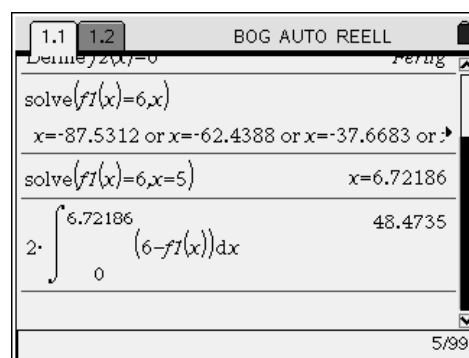 1.1 1.2 BOG AUTO REELL
solve(f1(x)=6,x)
x=-87.5312 or x=-62.4388 or x=-37.6683 or
solve(f1(x)=6,x=5) x=6.72186
2·∫ 6.72186 0 (6-f1(x))dx 48.4735
5/99